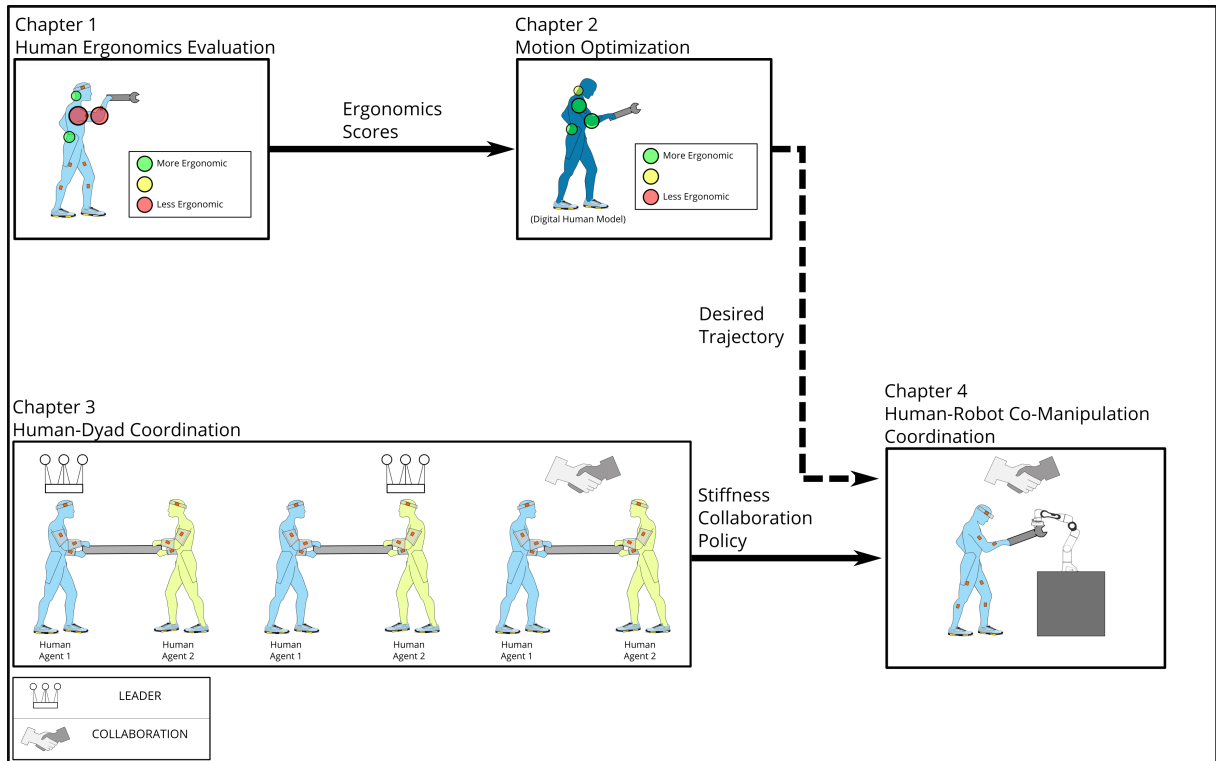 Chapter 1
Human Ergonomics Evaluation
More Ergonomic
Less Ergonomic
Ergonomics
Scores
Chapter 2
Motion Optimization
More Ergonomic
Less Ergonomic
(Digital Human Model)
Desired
Trajectory
Chapter 3
Human-Dyad Coordination
Human
Agent 1
Human
Agent 2
Human
Agent 1
Human
Agent 2
Human
Agent 1
Human
Agent 2
Stiffness
Collaboration
Policy
Chapter 4
Human-Robot Co-Manipulation
Coordination
LEADER
COLLABORATION